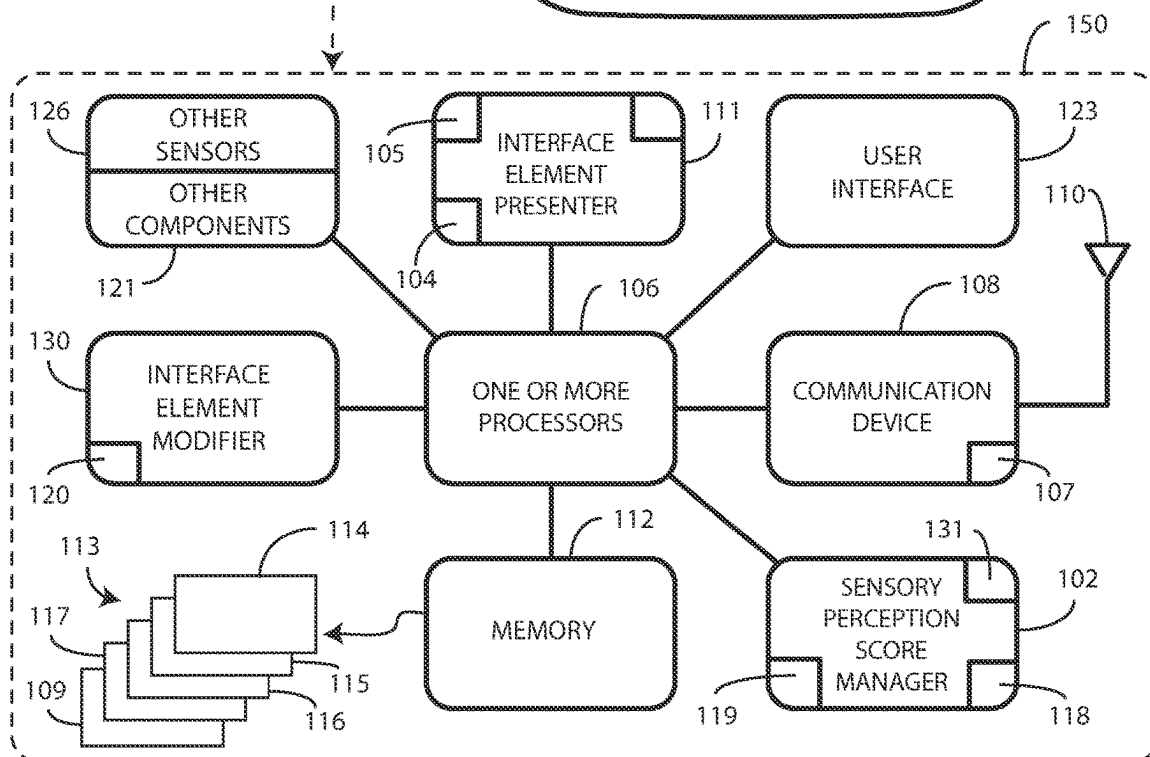 150
126
OTHER
SENSORS
OTHER
COMPONENTS
121
105
INTERFACE
ELEMENT
PRESENTER
104
111
USER
INTERFACE
123
110
130
INTERFACE
ELEMENT
MODIFIER
120
106
ONE OR MORE
PROCESSORS
108
COMMUNICATION
DEVICE
107
113
114
117
109
115
116
112
MEMORY
131
SENSORY
PERCEPTION
SCORE
MANAGER
102
119
118